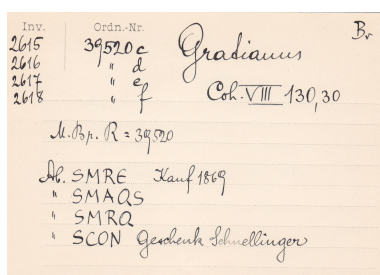 Inv. Ordn.-Nr. Br
2615 39520 c Gratianus
2616 " d
2617 " e
2618 " f Coh. VIII 130,30
M. Bp. R = 39520
Ab. SMRE Kauf 1869
" SMAQS
" SMRQ
" SCON Geschenk Schnellinger